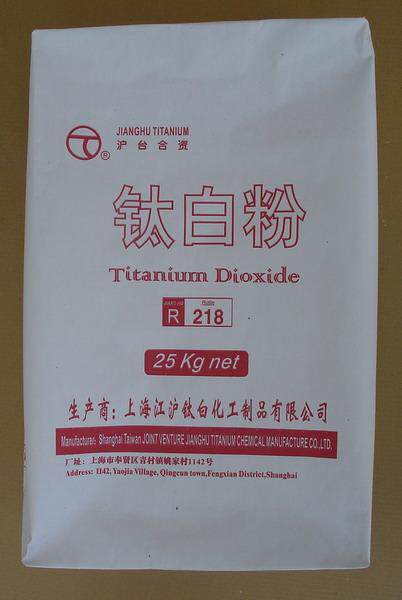 JIANGHU TITANIUM
沪台合资
®
钛白粉
Titanium Dioxide
JIANGHU Rutile
R 218
25 Kg net
生产商：上海江沪钛白化工制品有限公司
Manufacturer: Shanghai Taiwan JOINT VENTURE JIANGHU TITANIUM CHEMICAL MANUFACTURE CO.,LTD.
厂址：上海市奉贤区青村镇姚家村1142号
Address: 1142, Yaojia Village, Qingcun town,Fengxian District,Shanghai